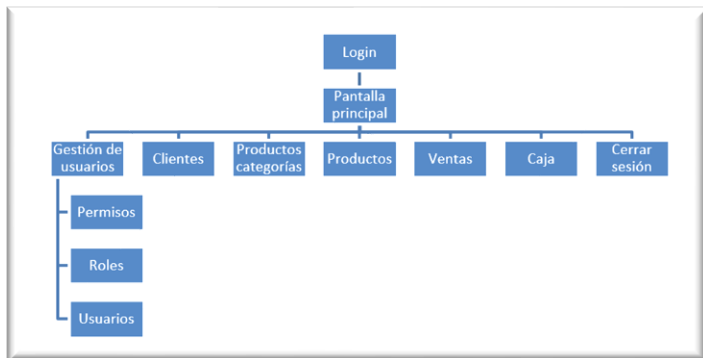 Login
Pantalla
principal
Gestión de
usuarios
Clientes
Productos
categorías
Productos
Ventas
Caja
Cerrar
sesión
Permisos
Roles
Usuarios